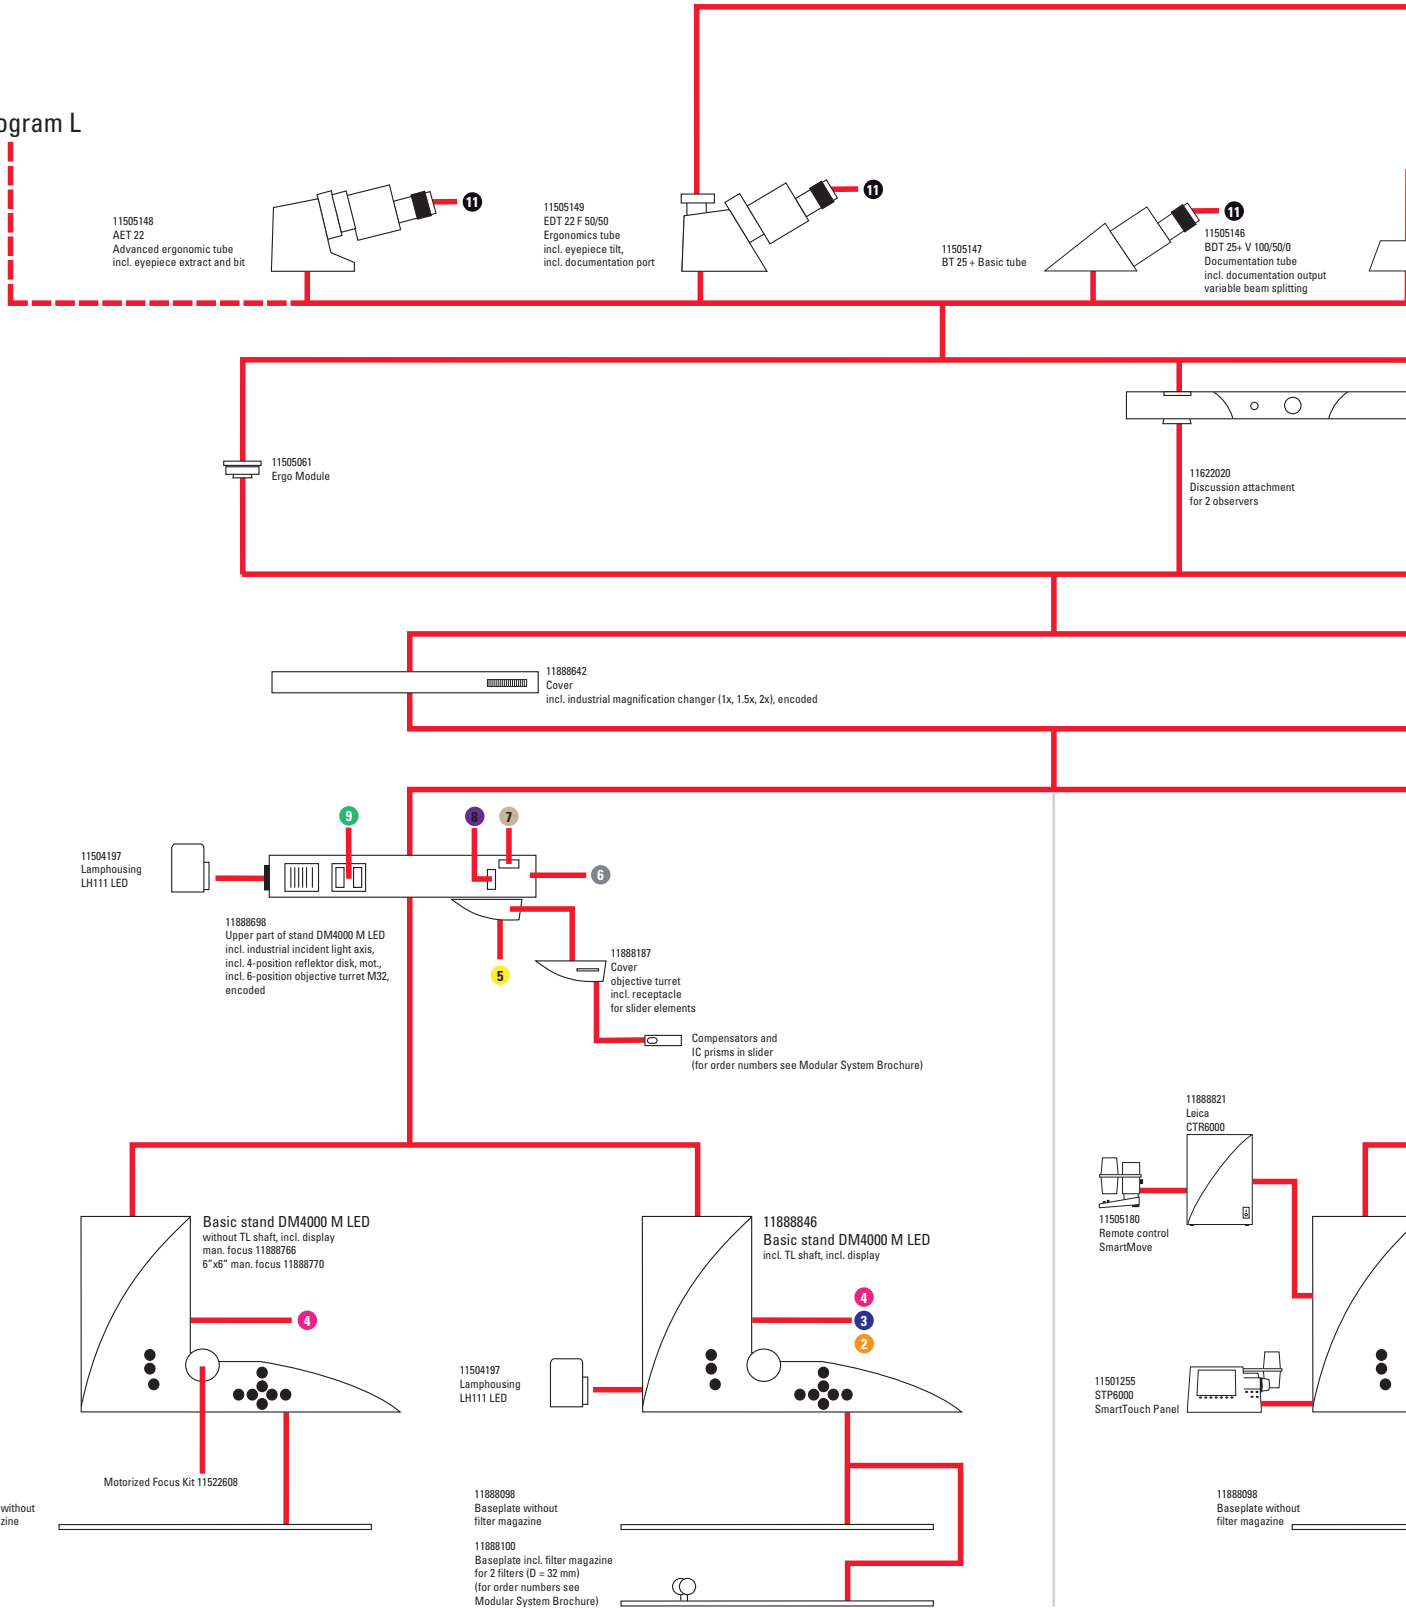 ogram L
11505148
AET 22
Advanced ergonomic tube
incl. eyepiece extract and bit
11
11505149
EDT 22 F 50/50
Ergonomics tube
incl. eyepiece tilt,
incl. documentation port
11
11505147
BT 25 + Basic tube
11
11505146
BDT 25+ V 100/50/0
Documentation tube
incl. documentation output
variable beam splitting
11505061
Ergo Module
11622020
Discussion attachment
for 2 observers
11888642
Cover
incl. industrial magnification changer (1x, 1.5x, 2x), encoded
9
8
7
6
5
11504197
Lamphousing
LH111 LED
11888698
Upper part of stand DM4000 M LED
incl. industrial incident light axis,
incl. 4-position reflektor disk, mot.,
incl. 6-position objective turret M32,
encoded
11888187
Cover
objective turret
incl. receptacle
for slider elements
Compensators and
IC prisms in slider
(for order numbers see Modular System Brochure)
11888821
Leica
CTR6000
11505180
Remote control
SmartMove
Basic stand DM4000 M LED
without TL shaft, incl. display
man. focus 11888766
6"x6" man. focus 11888770
4
11888846
Basic stand DM4000 M LED
incl. TL shaft, incl. display
4
3
2
11504197
Lamphousing
LH111 LED
11501255
STP6000
SmartTouch Panel
Motorized Focus Kit 11522608
without
zine
11888098
Baseplate without
filter magazine
11888100
Baseplate incl. filter magazine
for 2 filters (D = 32 mm)
(for order numbers see
Modular System Brochure)
11888098
Baseplate without
filter magazine